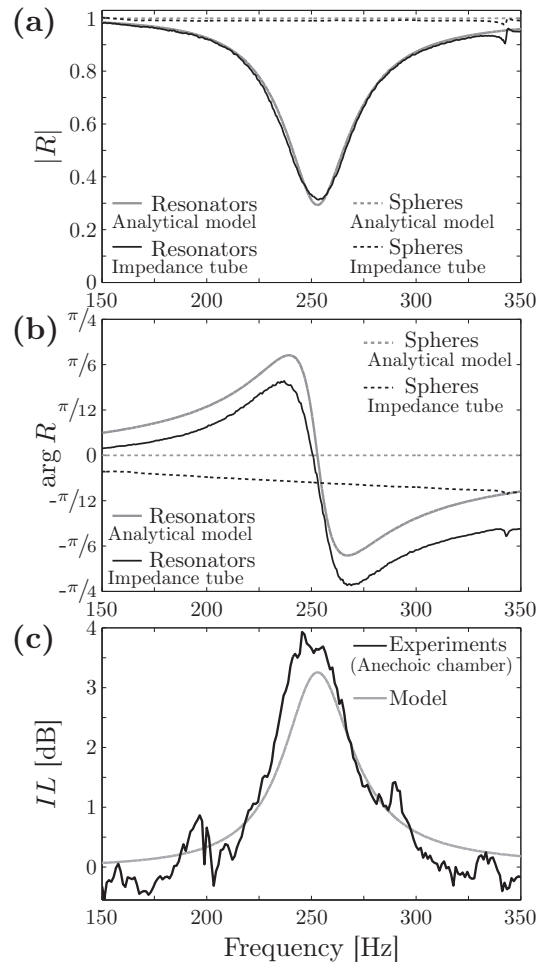 (a)
1
0.8
0.6
0.4
0.2
0
|R|
Resonators
Analytical model
Resonators
Impedance tube
Spheres
Analytical model
Spheres
Impedance tube
150
200
250
300
350
(b)
π/4
π/6
π/12
0
-π/12
-π/6
-π/4
arg R
Spheres
Analytical model
Spheres
Impedance tube
Resonators
Analytical model
Resonators
Impedance tube
150
200
250
300
350
(c)
4
3
2
1
0
IL [dB]
Experiments
(Anechoic chamber)
Model
150
200
250
300
350
Frequency [Hz]